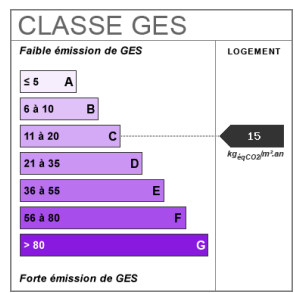 CLASSE GES
Faible émission de GES
LOGEMENT
≤ 5 A
6 à 10 B
11 à 20 C
15
kgéqCO2/m².an
21 à 35 D
36 à 55 E
56 à 80 F
> 80 G
Forte émission de GES